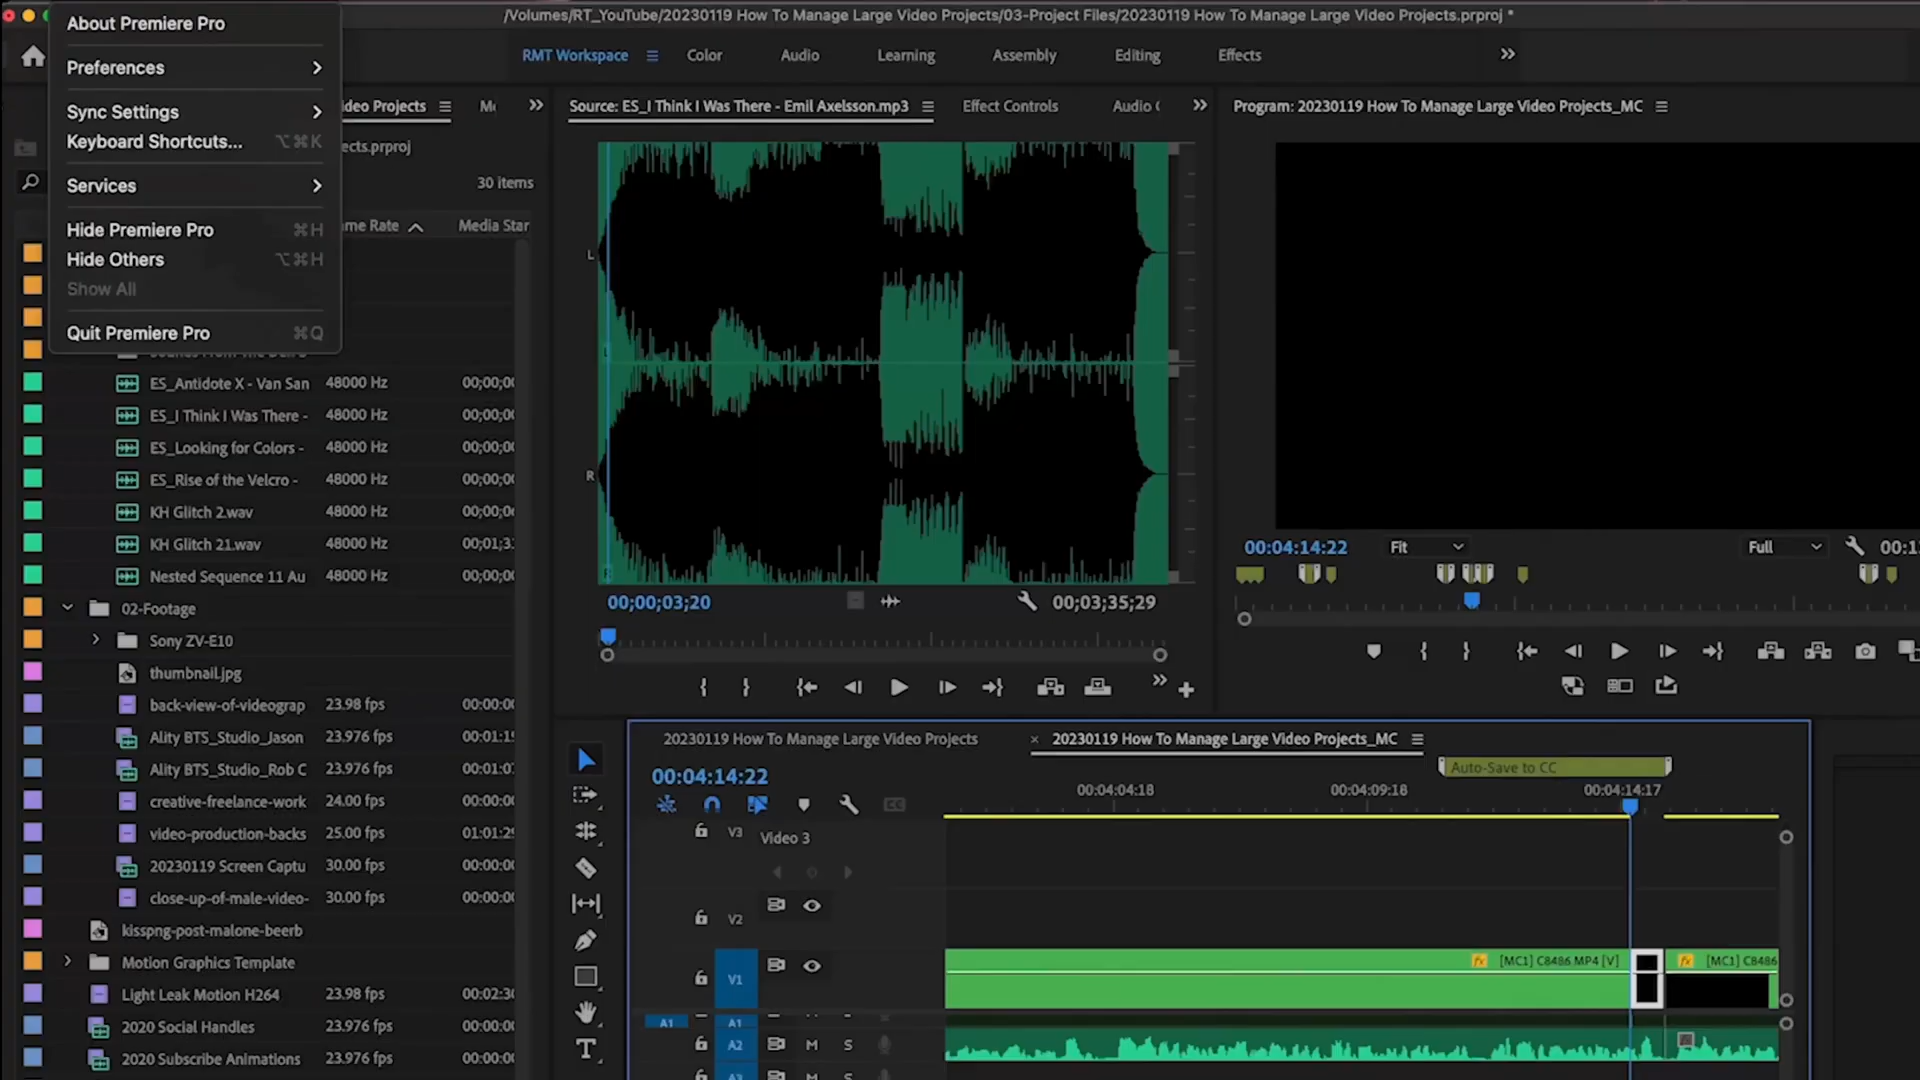 /Volumes/RT_YouTube/20230119 How To Manage Large Video Projects/03-Project Files/20230119 How To Manage Large Video Projects.prproj *
About Premiere Pro
Preferences
Sync Settings
Keyboard Shortcuts... ⌥⌘K
Services
Hide Premiere Pro ⌘H
Hide Others ⌥⌘H
Show All
Quit Premiere Pro ⌘Q
RMT Workspace Color Audio Learning Assembly Editing Effects
ideo Projects
ects.prproj
30 items
me Rate Media Star
ES_Antidote X - Van San 48000 Hz 00;00;0
ES_I Think I Was There - 48000 Hz 00;00;0
ES_Looking for Colors - 48000 Hz 00;00;0
ES_Rise of the Velcro - 48000 Hz 00;00;0
KH Glitch 2.wav 48000 Hz 00;00;0
KH Glitch 21.wav 48000 Hz 00;01;3
Nested Sequence 11 Au 48000 Hz 00;00;0
02-Footage
Sony ZV-E10
thumbnail.jpg
back-view-of-videograp 23.98 fps 00:00:0
Ality BTS_Studio_Jason 23.976 fps 00:01:1
Ality BTS_Studio_Rob C 23.976 fps 00:01:0
creative-freelance-work 24.00 fps 00:00:0
video-production-backs 25.00 fps 01:01:2
20230119 Screen Captu 30.00 fps 00:00:0
close-up-of-male-video- 30.00 fps 00:00:0
kisspng-post-malone-beerb
Motion Graphics Template
Light Leak Motion H264 23.98 fps 00:02:3
2020 Social Handles 23.976 fps 00:00:0
2020 Subscribe Animations 23.976 fps 00:00:0
Source: ES_I Think I Was There - Emil Axelsson.mp3 Effect Controls Audio
L
R
00;00;03;20 00;03;35;29
Program: 20230119 How To Manage Large Video Projects_MC
00:04:14:22 Fit Full 00:1
20230119 How To Manage Large Video Projects × 20230119 How To Manage Large Video Projects_MC
00:04:14:22
Auto-Save to CC
00:04:04:18 00:04:09:18 00:04:14:17
V3 Video 3
V2
V1
fx [MC1] C8486.MP4 [V] fx [MC1] C8486
A1 A1
A2 M S
A3 M S